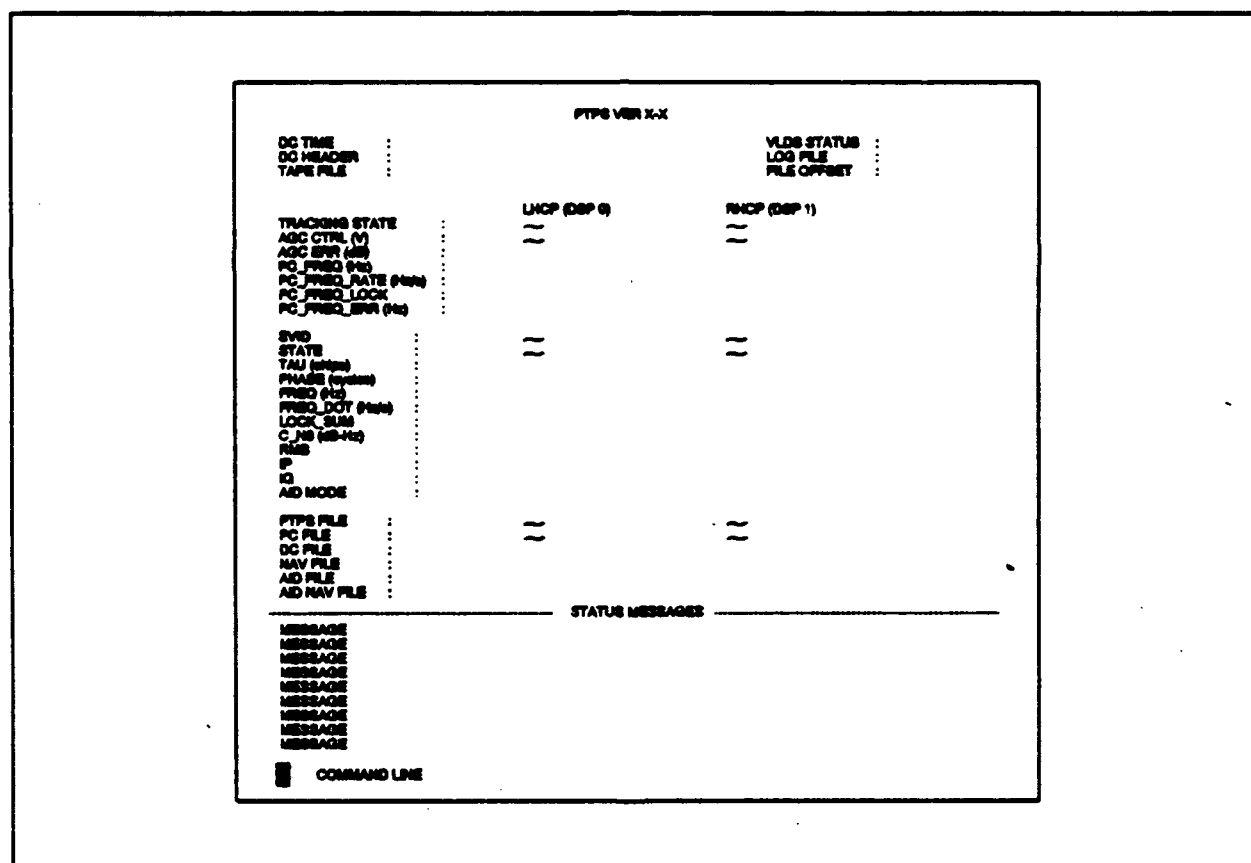 PTPS VER X-X
DC TIME : VLDS STATUS :
DC HEADER : LOG FILE :
TAPE FILE : FILE OFFSET :
LHCP (DSP 0) RHCP (DSP 1)
TRACKING STATE : ~ ~
AGC CTRL (V) : ~ ~
AGC ERR (dB) :
PC_FREQ (Hz) :
PC_FREQ_RATE (Hz/s) :
PC_FREQ_LOCK :
PC_FREQ_ERR (Hz) :
SVID : ~ ~
STATE : ~ ~
TAU (chips) :
PHASE (cycles) :
FREQ (Hz) :
FREQ_DOT (Hz/s) :
LOCK_SUM :
C_N0 (dB-Hz) :
RMS :
IP :
IQ :
AID MODE :
PTPS FILE : ~ ~
PC FILE : ~ ~
DC FILE :
NAV FILE :
AID FILE :
AID NAV FILE :
STATUS MESSAGES
MESSAGE
MESSAGE
MESSAGE
MESSAGE
MESSAGE
MESSAGE
MESSAGE
MESSAGE
MESSAGE
COMMAND LINE